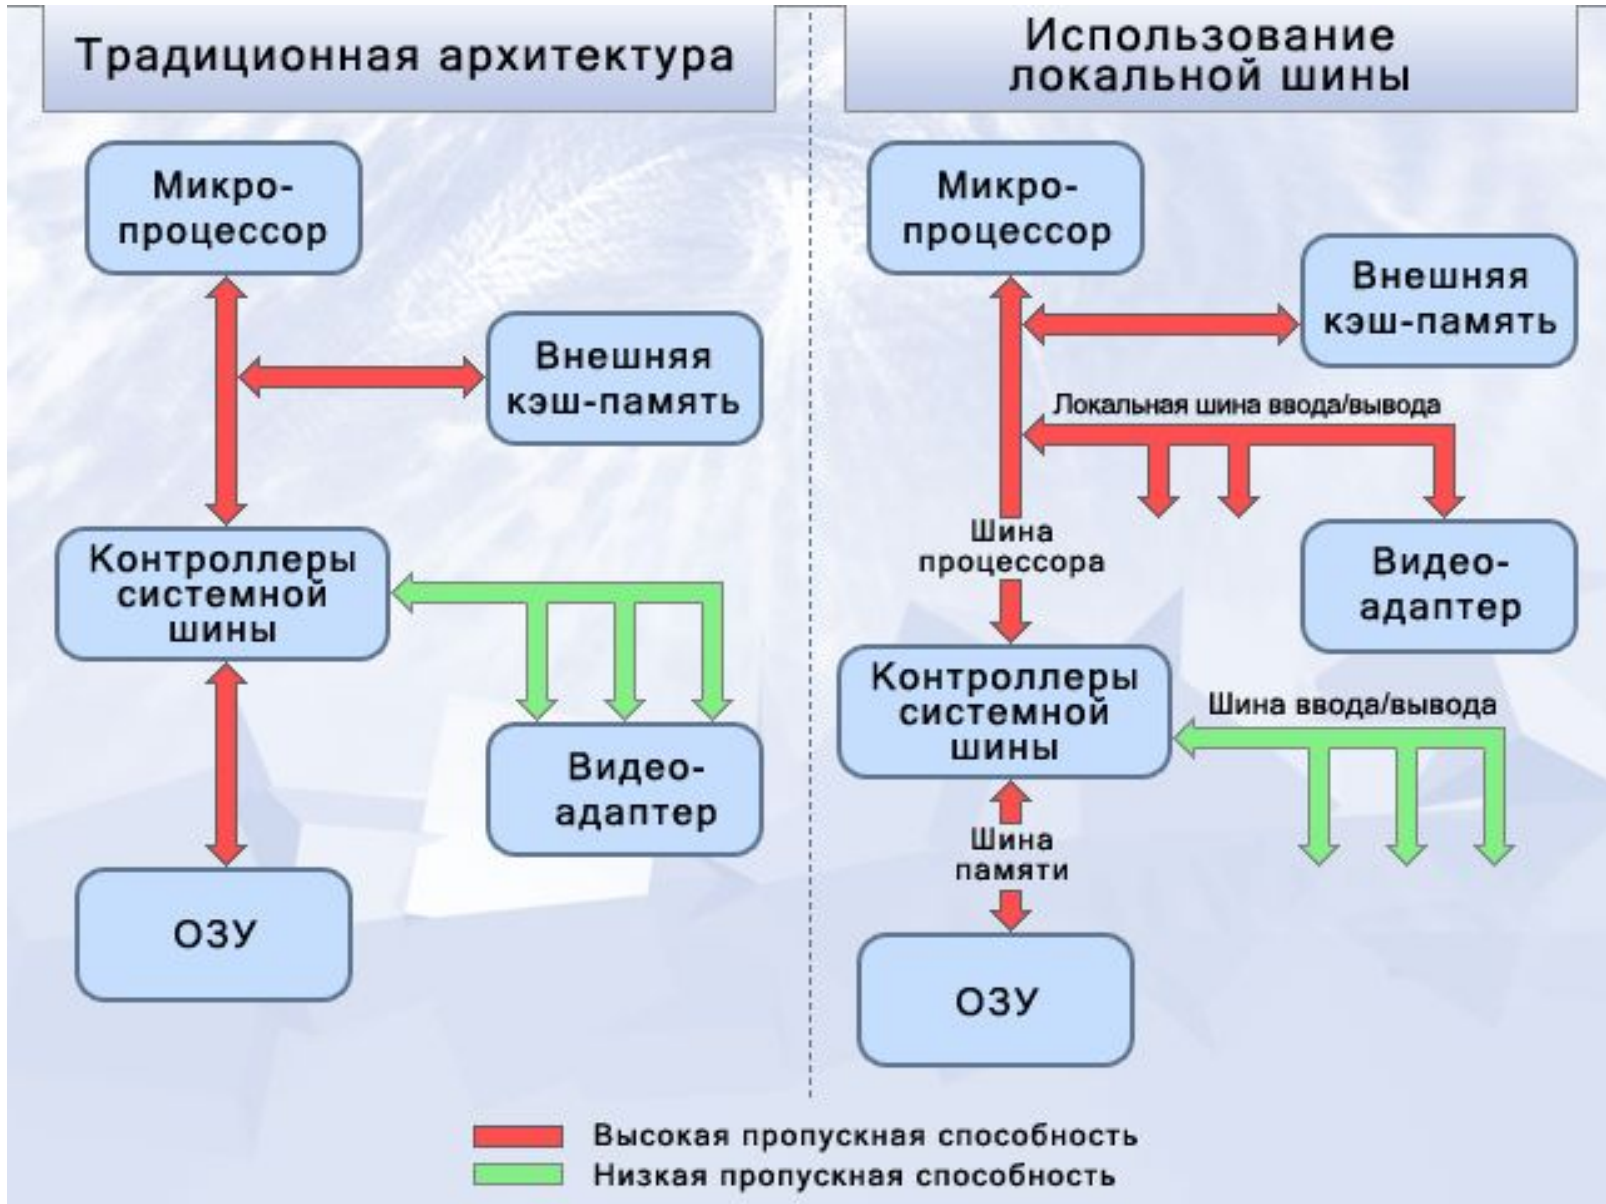 Традиционная архитектура
Микро-
процессор
Внешняя
кэш-память
Контроллеры
системной
шины
Видео-
адаптер
ОЗУ
Использование
локальной шины
Микро-
процессор
Внешняя
кэш-память
Локальная шина ввода/вывода
Шина
процессора
Видео-
адаптер
Контроллеры
системной
шины
Шина ввода/вывода
Шина
памяти
ОЗУ
Высокая пропускная способность
Низкая пропускная способность